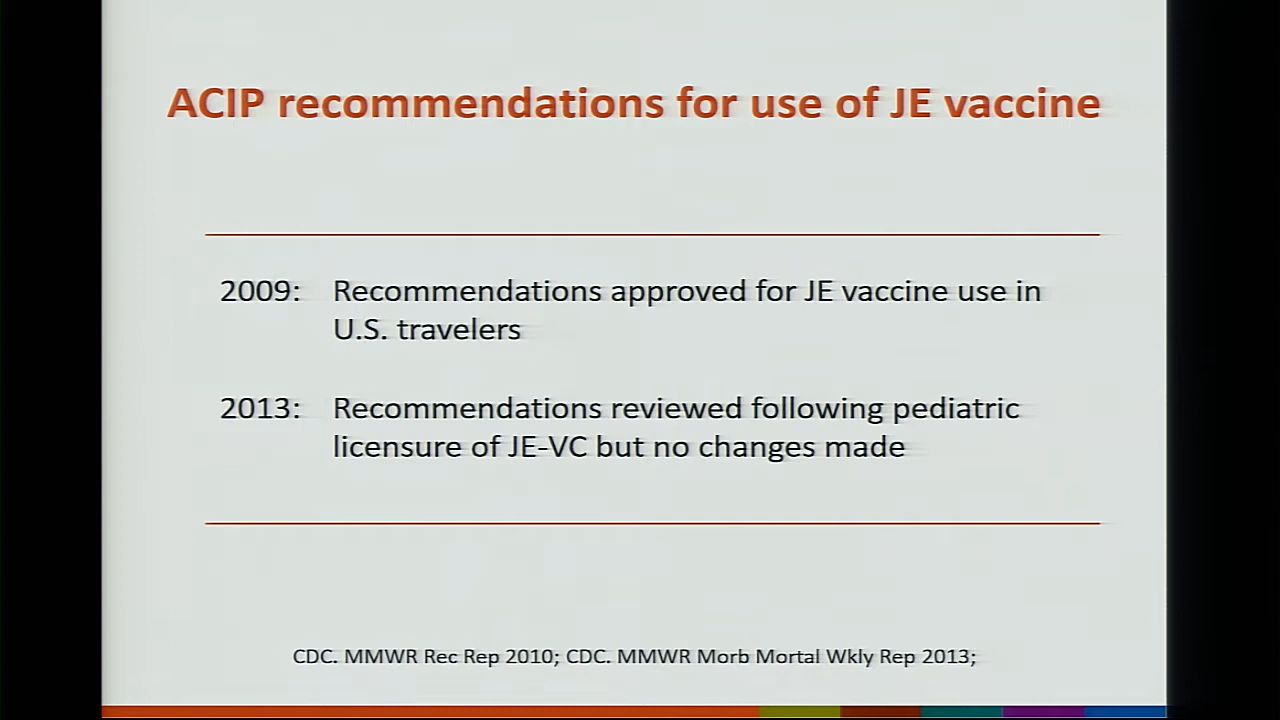 ACIP recommendations for use of JE vaccine
2009: Recommendations approved for JE vaccine use in
U.S. travelers
2013: Recommendations reviewed following pediatric
licensure of JE-VC but no changes made
CDC. MMWR Rec Rep 2010; CDC. MMWR Morb Mortal Wkly Rep 2013;